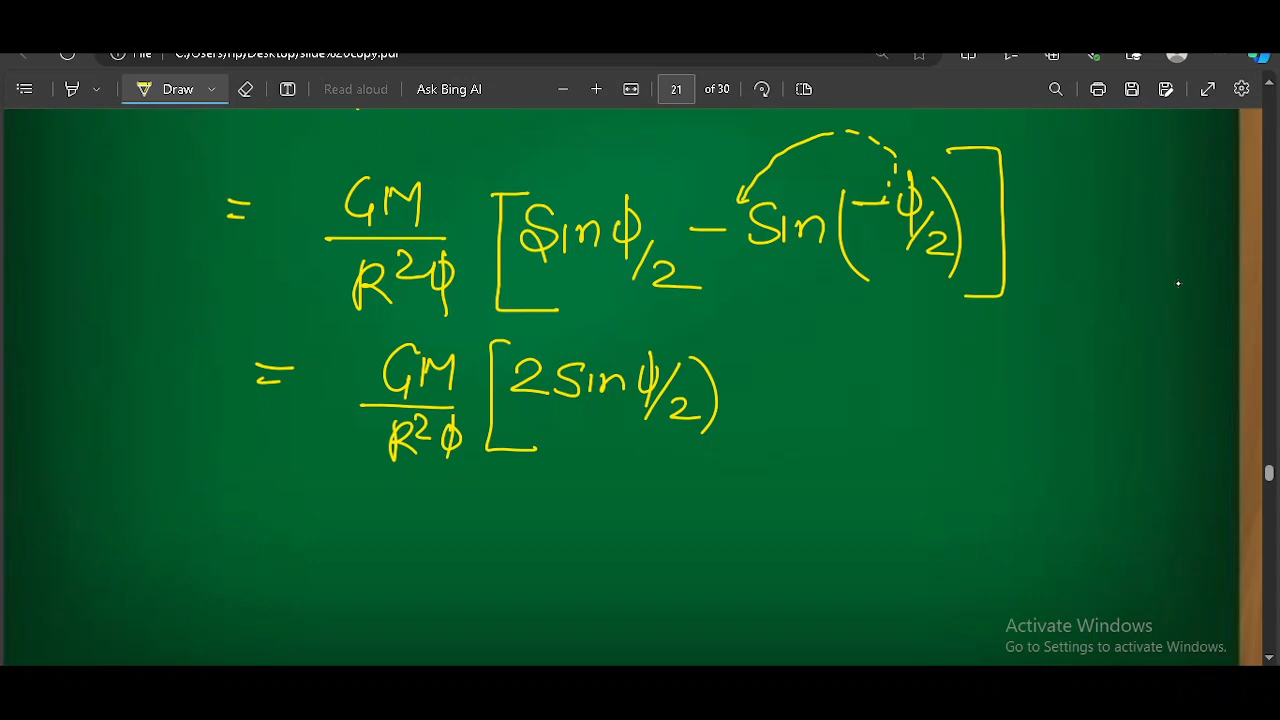 File C:/Users/hp/Desktop/slide%20copy.pdf
Draw Read aloud Ask Bing AI 21 of 30
= GM/R²ϕ [Sin ϕ/2 – Sin(–ϕ/2)]
= GM/R²ϕ [2 Sin ϕ/2)
Activate Windows
Go to Settings to activate Windows.